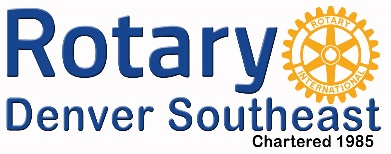 Rotary
ROTARY
INTERNATIONAL
Denver Southeast
Chartered 1985